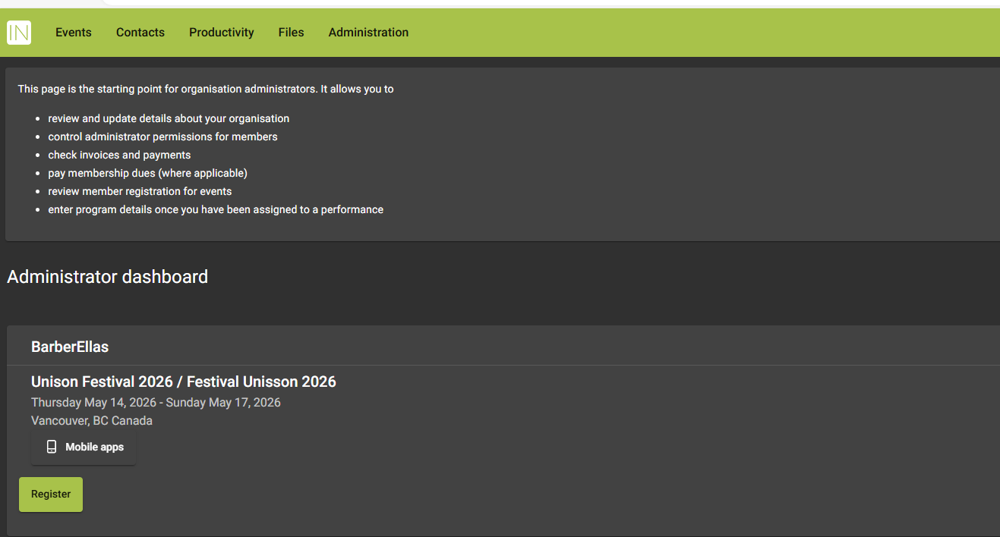 IN
Events Contacts Productivity Files Administration
This page is the starting point for organisation administrators. It allows you to
• review and update details about your organisation
• control administrator permissions for members
• check invoices and payments
• pay membership dues (where applicable)
• review member registration for events
• enter program details once you have been assigned to a performance
Administrator dashboard
BarberEllas
Unison Festival 2026 / Festival Unisson 2026
Thursday May 14, 2026 - Sunday May 17, 2026
Vancouver, BC Canada
Mobile apps
Register